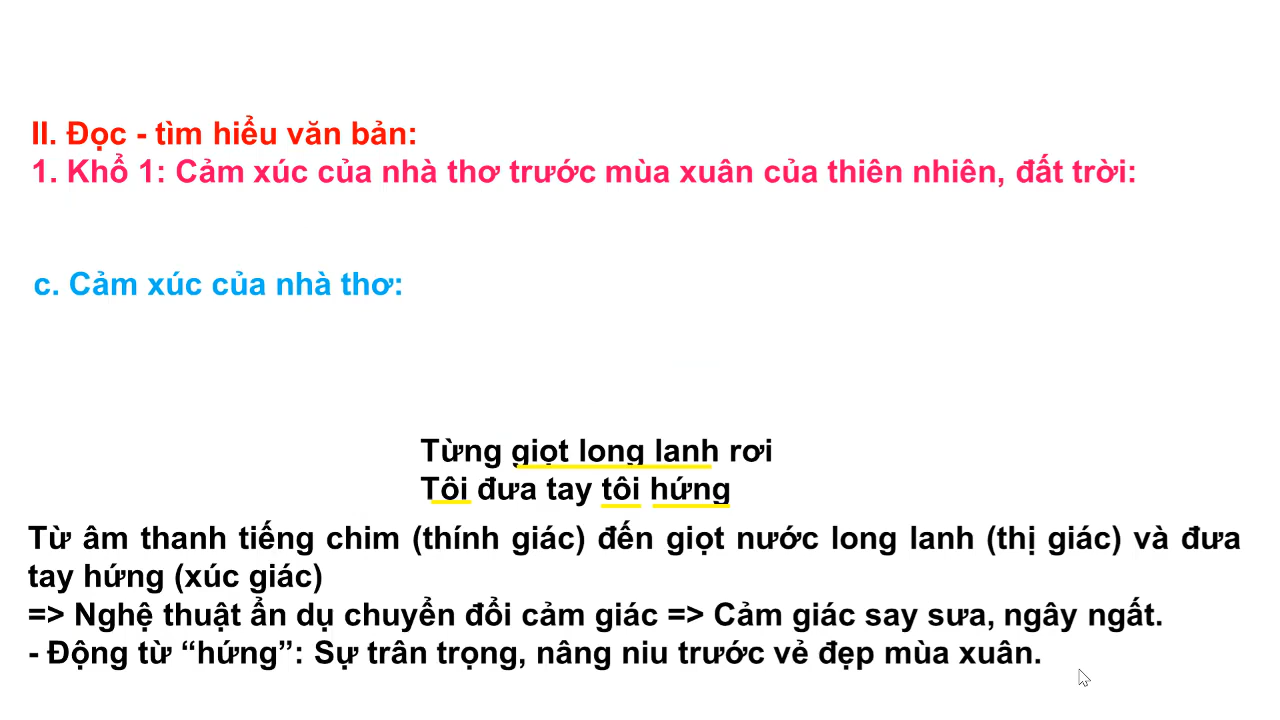 II. Đọc - tìm hiểu văn bản:
1. Khổ 1: Cảm xúc của nhà thơ trước mùa xuân của thiên nhiên, đất trời:
c. Cảm xúc của nhà thơ:
Từng giọt long lanh rơi
Tôi đưa tay tôi hứng
Từ âm thanh tiếng chim (thính giác) đến giọt nước long lanh (thị giác) và đưa
tay hứng (xúc giác)
=> Nghệ thuật ẩn dụ chuyển đổi cảm giác => Cảm giác say sưa, ngây ngất.
- Động từ “hứng”: Sự trân trọng, nâng niu trước vẻ đẹp mùa xuân.